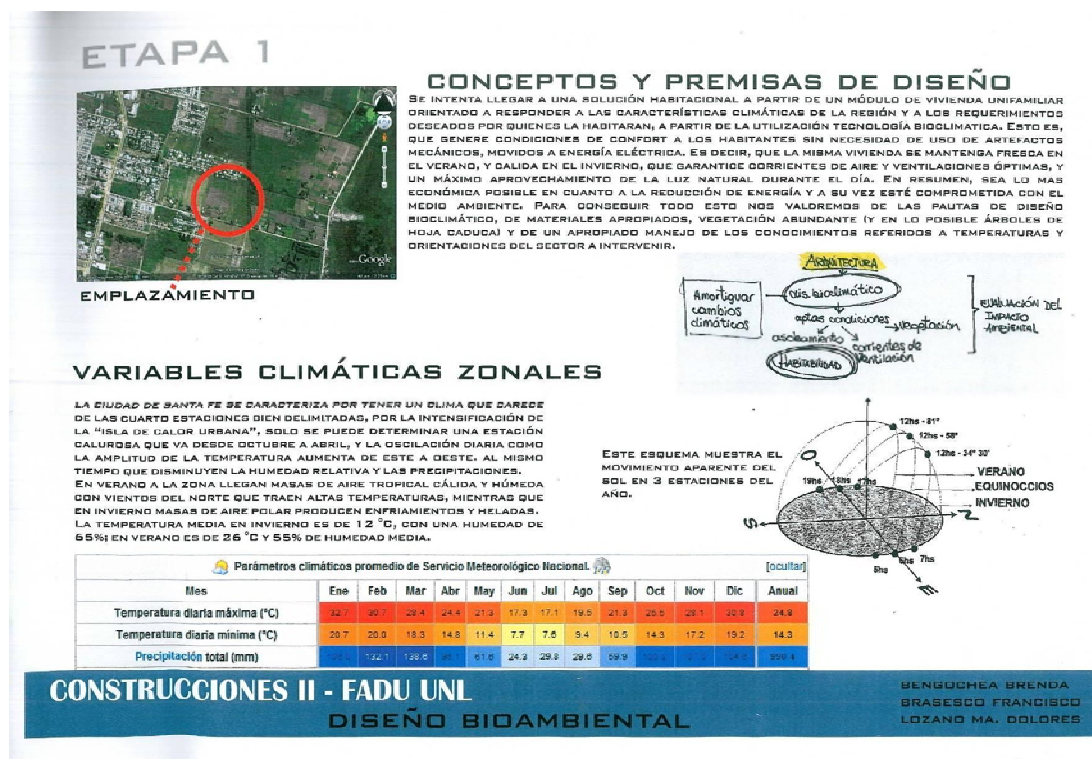 ETAPA 1
CONCEPTOS Y PREMISAS DE DISEÑO
SE INTENTA LLEGAR A UNA SOLUCIÓN HABITACIONAL A PARTIR DE UN MÓDULO DE VIVIENDA UNIFAMILIAR
ORIENTADO A RESPONDER A LAS CARACTERÍSTICAS CLIMÁTICAS DE LA REGIÓN Y A LOS REQUERIMIENTOS
DESEADOS POR QUIENES LA HABITARAN, A PARTIR DE LA UTILIZACIÓN TECNOLOGÍA BIOCLIMATICA. ESTO ES,
QUE GENERE CONDICIONES DE CONFORT A LOS HABITANTES SIN NECESIDAD DE USO DE ARTEFACTOS
MECÁNICOS, MOVIDOS A ENERGÍA ELÉCTRICA. ES DECIR, QUE LA MISMA VIVIENDA SE MANTENGA FRESCA EN
EL VERANO, Y CALIDA EN EL INVIERNO, QUE GARANTICE CORRIENTES DE AIRE Y VENTILACIONES ÓPTIMAS, Y
UN MÁXIMO APROVECHAMIENTO DE LA LUZ NATURAL DURANTE EL DÍA. EN RESUMEN, SEA LO MAS
ECONÓMICA POSIBLE EN CUANTO A LA REDUCCIÓN DE ENERGÍA Y A SU VEZ ESTÉ COMPROMETIDA CON EL
MEDIO AMBIENTE. PARA CONSEGUIR TODO ESTO NOS VALDREMOS DE LAS PAUTAS DE DISEÑO
BIOCLIMÁTICO, DE MATERIALES APROPIADOS, VEGETACIÓN ABUNDANTE (Y EN LO POSIBLE ÁRBOLES DE
HOJA CADUCA) Y DE UN APROPIADO MANEJO DE LOS CONOCIMIENTOS REFERIDOS A TEMPERATURAS Y
ORIENTACIONES DEL SECTOR A INTERVENIR.
Google
EMPLAZAMIENTO
ARQUITECTURA
Amortiguar cambios climáticos
Dis. bioclimático
aptas condiciones
vegetación
asoleamiento
corrientes de ventilación
HABITABILIDAD
EVALUACIÓN DEL IMPACTO AMBIENTAL
VARIABLES CLIMÁTICAS ZONALES
LA CIUDAD DE SANTA FE SE CARACTERIZA POR TENER UN CLIMA QUE CARECE
DE LAS CUARTO ESTACIONES BIEN DELIMITADAS, POR LA INTENSIFICACIÓN DE
LA "ISLA DE CALOR URBANA", SOLO SE PUEDE DETERMINAR UNA ESTACIÓN
CALUROSA QUE VA DESDE OCTUBRE A ABRIL, Y LA OSCILACIÓN DIARIA COMO
LA AMPLITUD DE LA TEMPERATURA AUMENTA DE ESTE A OESTE. AL MISMO
TIEMPO QUE DISMINUYEN LA HUMEDAD RELATIVA Y LAS PRECIPITACIONES.
EN VERANO A LA ZONA LLEGAN MASAS DE AIRE TROPICAL CÁLIDA Y HÚMEDA
CON VIENTOS DEL NORTE QUE TRAEN ALTAS TEMPERATURAS, MIENTRAS QUE
EN INVIERNO MASAS DE AIRE POLAR PRODUCEN ENFRIAMIENTOS Y HELADAS.
LA TEMPERATURA MEDIA EN INVIERNO ES DE 12 °C, CON UNA HUMEDAD DE
65%; EN VERANO ES DE 26 °C Y 55% DE HUMEDAD MEDIA.
ESTE ESQUEMA MUESTRA EL
MOVIMIENTO APARENTE DEL
SOL EN 3 ESTACIONES DEL
AÑO.
12hs - 81°
12hs - 58°
12hs - 34° 30'
VERANO
EQUINOCCIOS
INVIERNO
O
19hs 18hs 17hs
S
N
5hs 6hs 7hs
E
Parámetros climáticos promedio de Servicio Meteorológico Nacional. [ocultar]
Mes Ene Feb Mar Abr May Jun Jul Ago Sep Oct Nov Dic Anual
Temperatura diaria máxima (°C) 32.7 30.7 28.4 24.4 21.3 17.3 17.1 19.5 21.3 25.5 28.1 30.8 24.8
Temperatura diaria mínima (°C) 20.7 20.0 18.3 14.8 11.4 7.7 7.6 9.4 10.5 14.3 17.2 19.2 14.3
Precipitación total (mm) 132.1 138.6 61.6 24.3 29.8 29.6 59.9
CONSTRUCCIONES II - FADU UNL
DISEÑO BIOAMBIENTAL
BENGOCHEA BRENDA
BRASESCO FRANCISCO
LOZANO MA. DOLORES